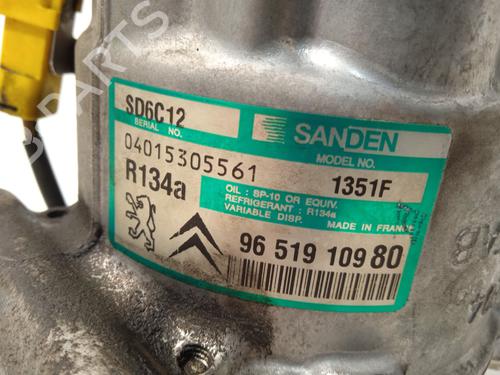 SD6C12
SERIAL NO.
SANDEN
04015305561
MODEL NO.
1351F
R134a
OIL : SP-10 OR EQUIV.
REFRIGERANT : R134a
VARIABLE DISP.
MADE IN FRANCE
96 519 109 80
PARTS